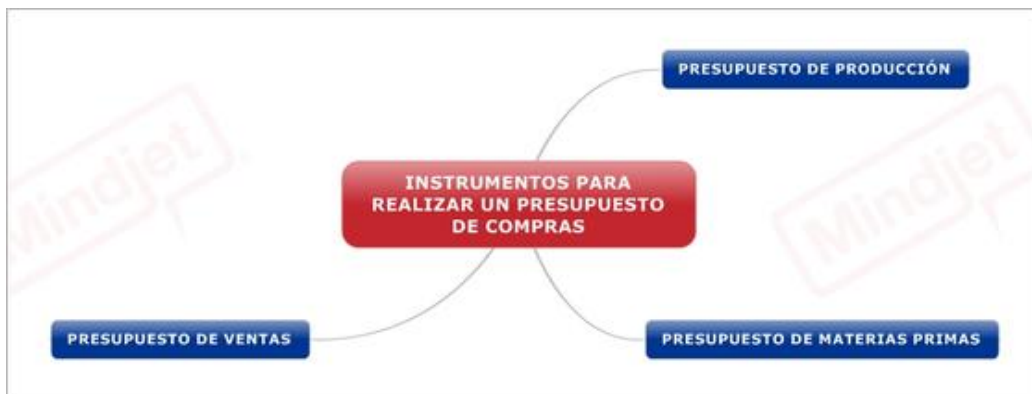 PRESUPUESTO DE PRODUCCIÓN
INSTRUMENTOS PARA
REALIZAR UN PRESUPUESTO
DE COMPRAS
PRESUPUESTO DE VENTAS
PRESUPUESTO DE MATERIAS PRIMAS
Mindjet
Mindjet